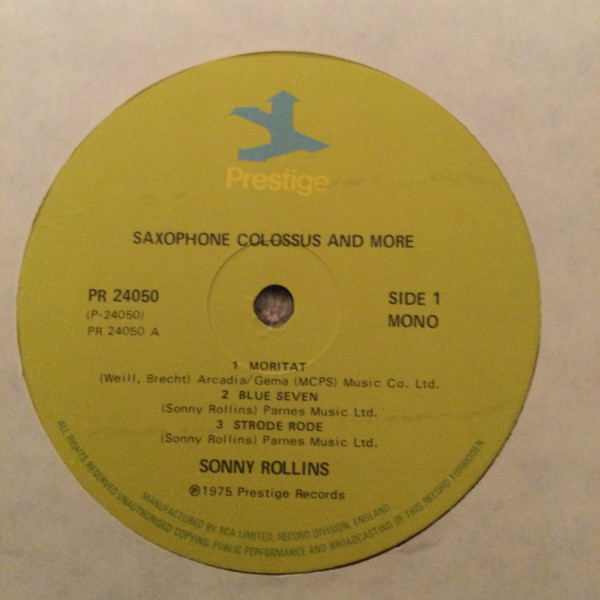 Prestige
SAXOPHONE COLOSSUS AND MORE
PR 24050
(P-24050)
PR 24050 A
SIDE 1
MONO
1 MORITAT
(Weill, Brecht) Arcadia/Gema (MCPS) Music Co. Ltd.
2 BLUE SEVEN
(Sonny Rollins) Parnes Music Ltd.
3 STRODE RODE
(Sonny Rollins) Parnes Music Ltd.
SONNY ROLLINS
℗1975 Prestige Records
MANUFACTURED BY RCA LIMITED, RECORD DIVISION, ENGLAND
ALL RIGHTS RESERVED UNAUTHORISED COPYING, PUBLIC PERFORMANCE AND BROADCASTING OF THIS RECORD FORBIDDEN